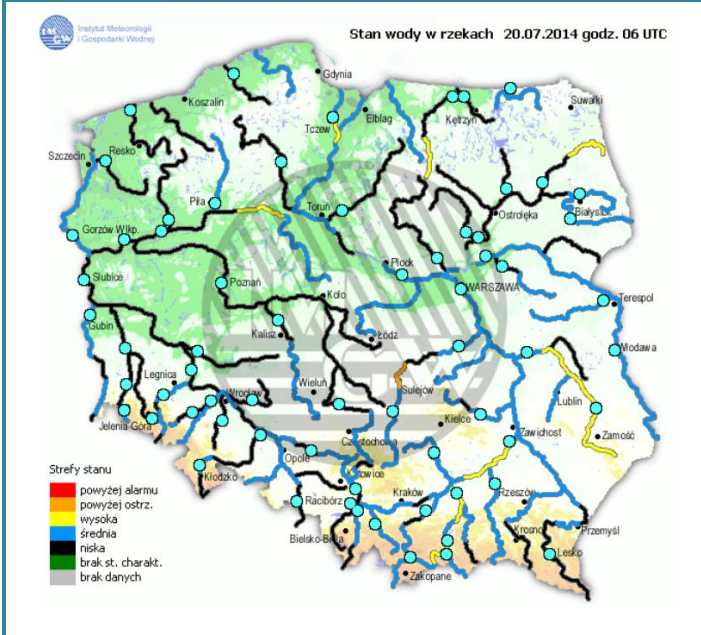 Instytut Meteorologii
i Gospodarki Wodnej
Stan wody w rzekach 20.07.2014 godz. 06 UTC
Gdynia
Koszalin
Suwałki
Tczew
Elbląg
Kętrzyn
Resko
Szczecin
Piła
Toruń
Ostrołęka
Białystok
Gorzów Wlkp.
Płock
Słubice
Poznań
Koło
WARSZAWA
Terespol
Gubin
Kalisz
Łódź
Włodawa
Legnica
Wieluń
Sulejów
Wrocław
Lublin
Jelenia Góra
Kielce
Częstochowa
Zawichost
Zamość
Opole
Kłodzko
Katowice
Racibórz
Kraków
Rzeszów
Bielsko-Biała
Krosno
Przemyśl
Lesko
Zakopane
Strefy stanu
powyżej alarmu
powyżej ostrz.
wysoka
średnia
niska
brak st. charakt.
brak danych